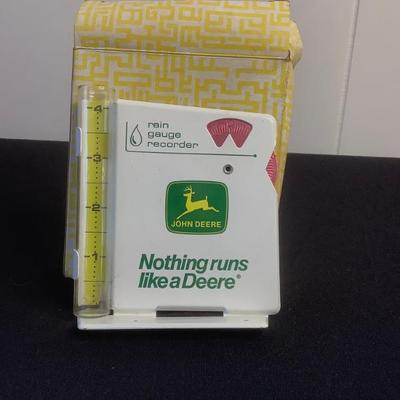 rain
gauge
recorder
4
3
2
1
JOHN DEERE
Nothing runs
like a Deere®